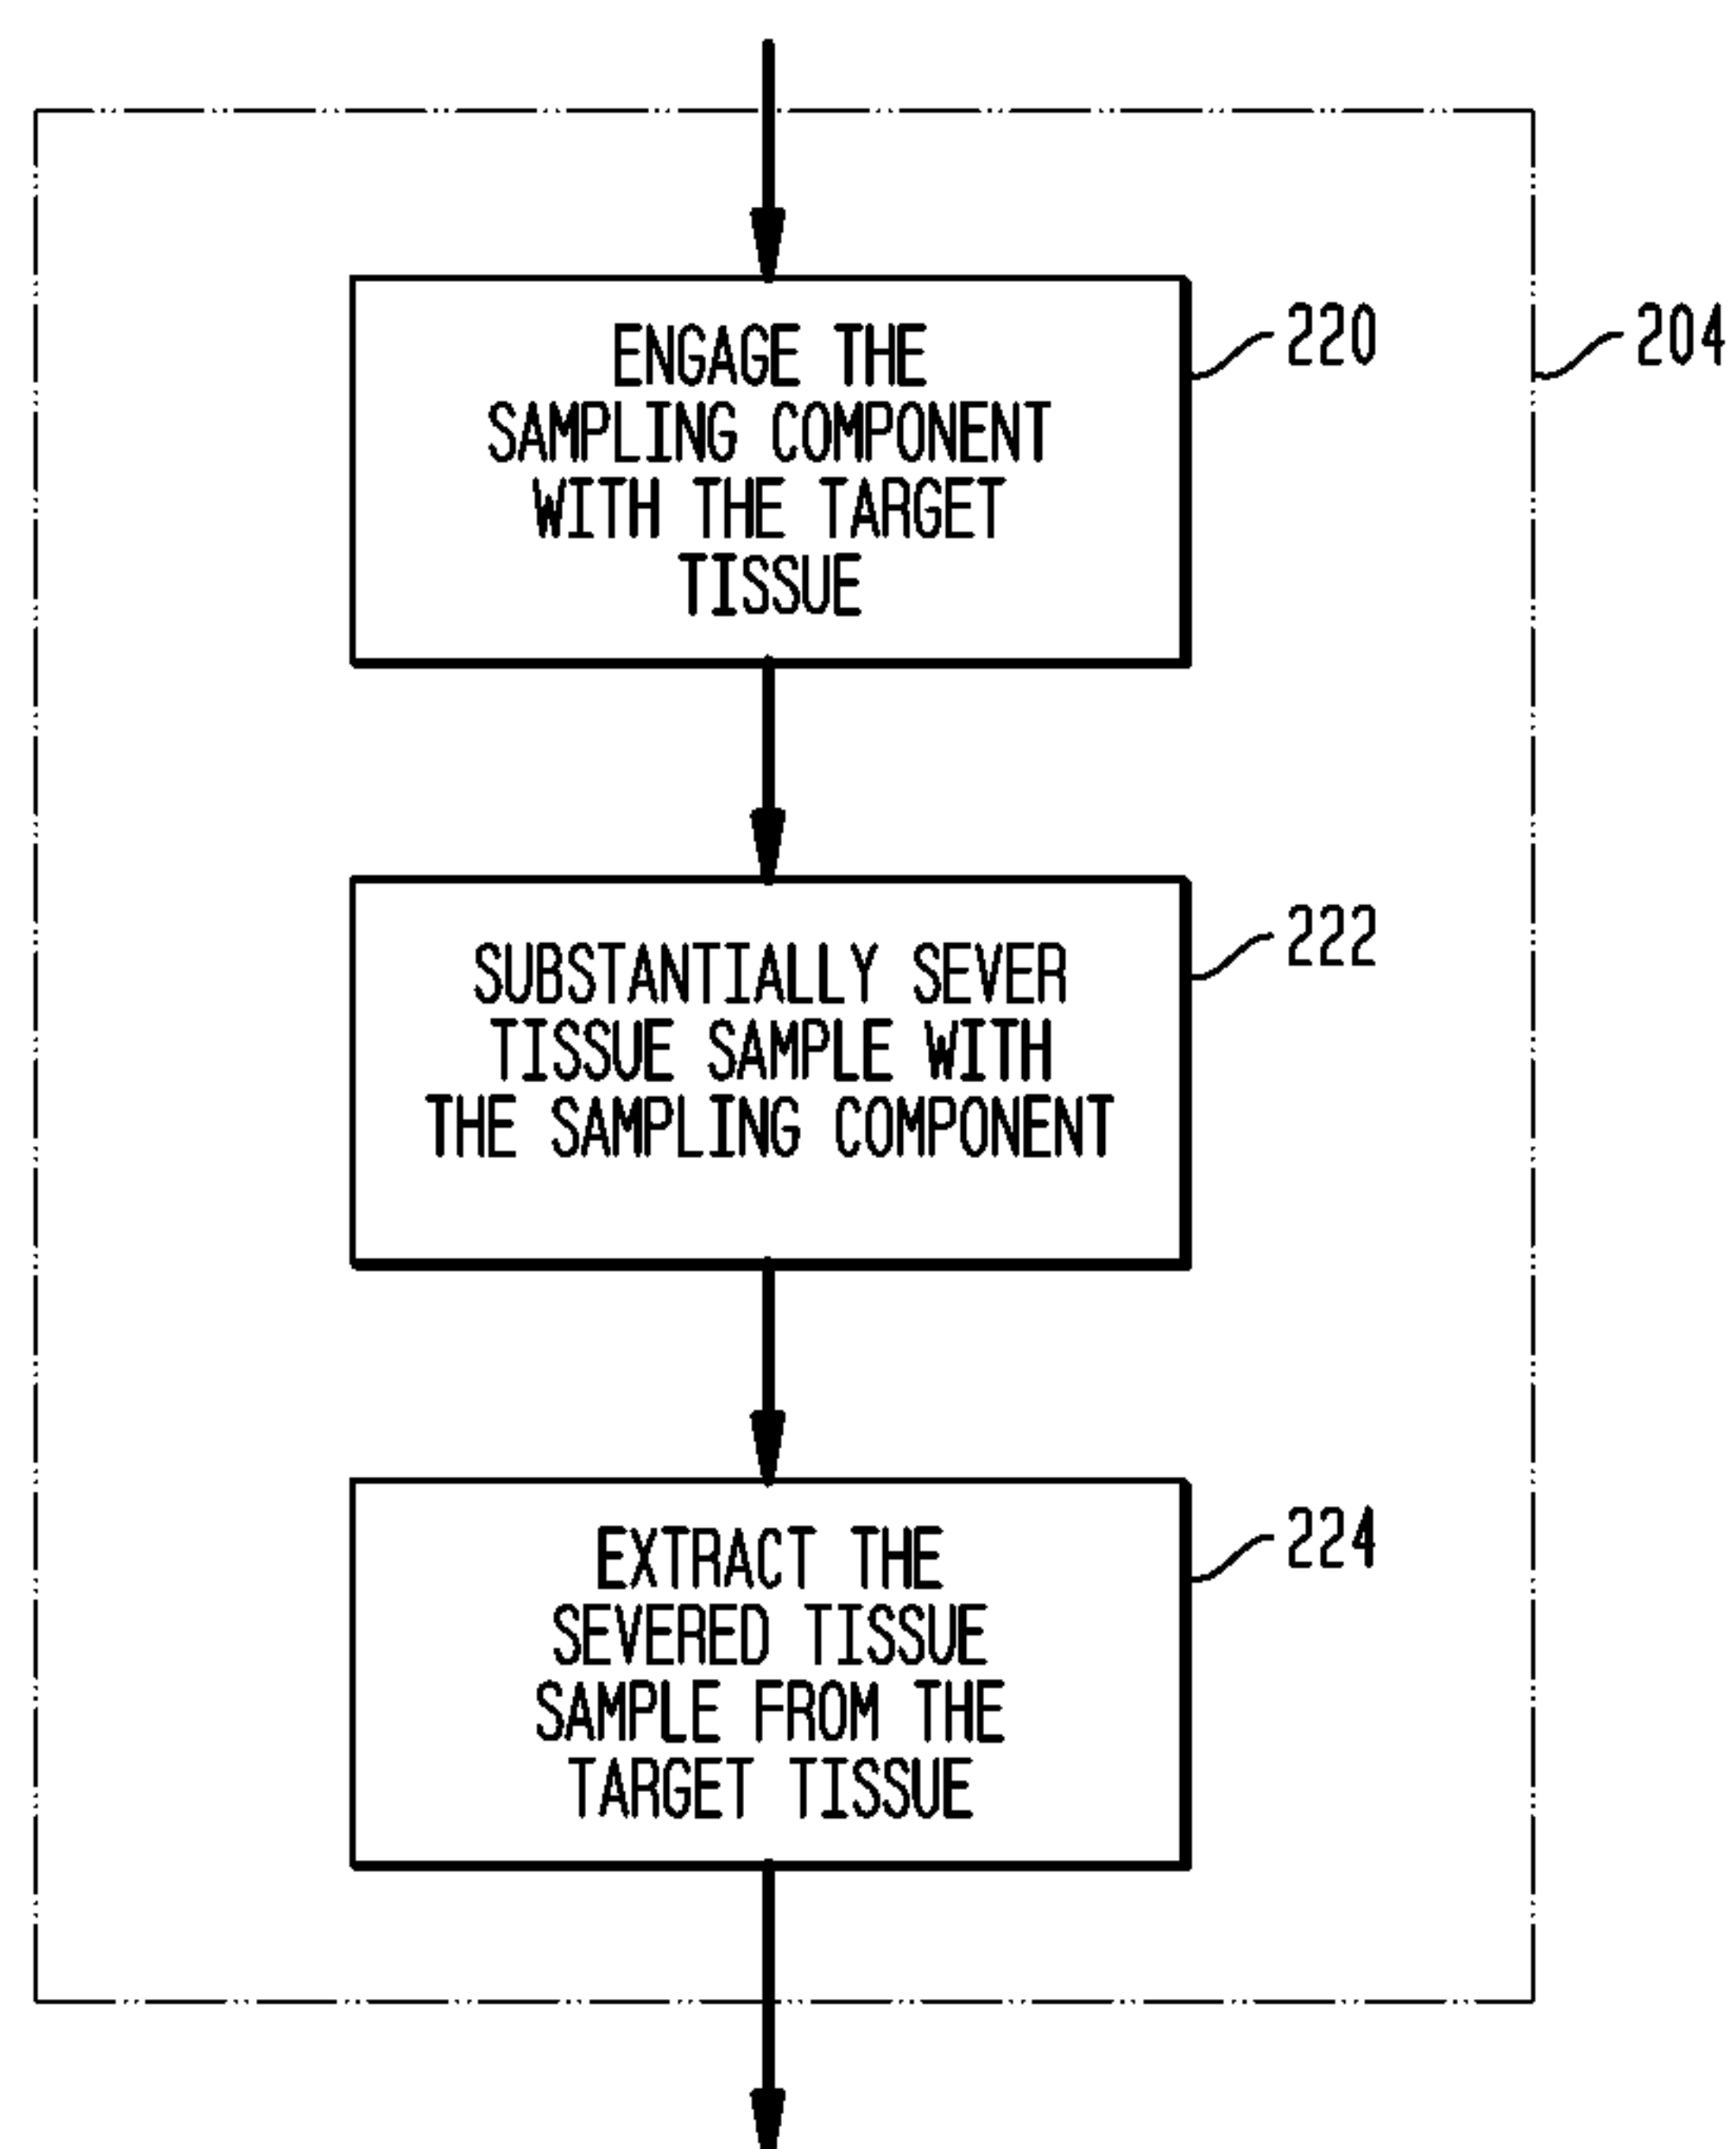 ENGAGE THE
SAMPLING COMPONENT
WITH THE TARGET
TISSUE
220
204
SUBSTANTIALLY SEVER
TISSUE SAMPLE WITH
THE SAMPLING COMPONENT
222
EXTRACT THE
SEVERED TISSUE
SAMPLE FROM THE
TARGET TISSUE
224